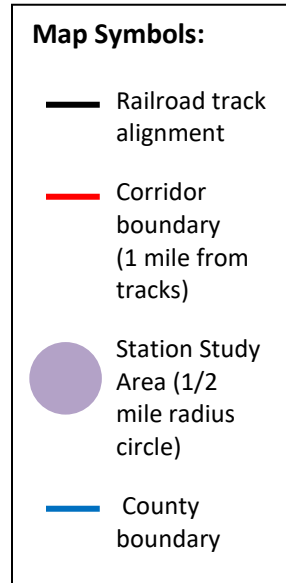 Map Symbols:
Railroad track
alignment
Corridor
boundary
(1 mile from
tracks)
Station Study
Area (1/2
mile radius
circle)
County
boundary